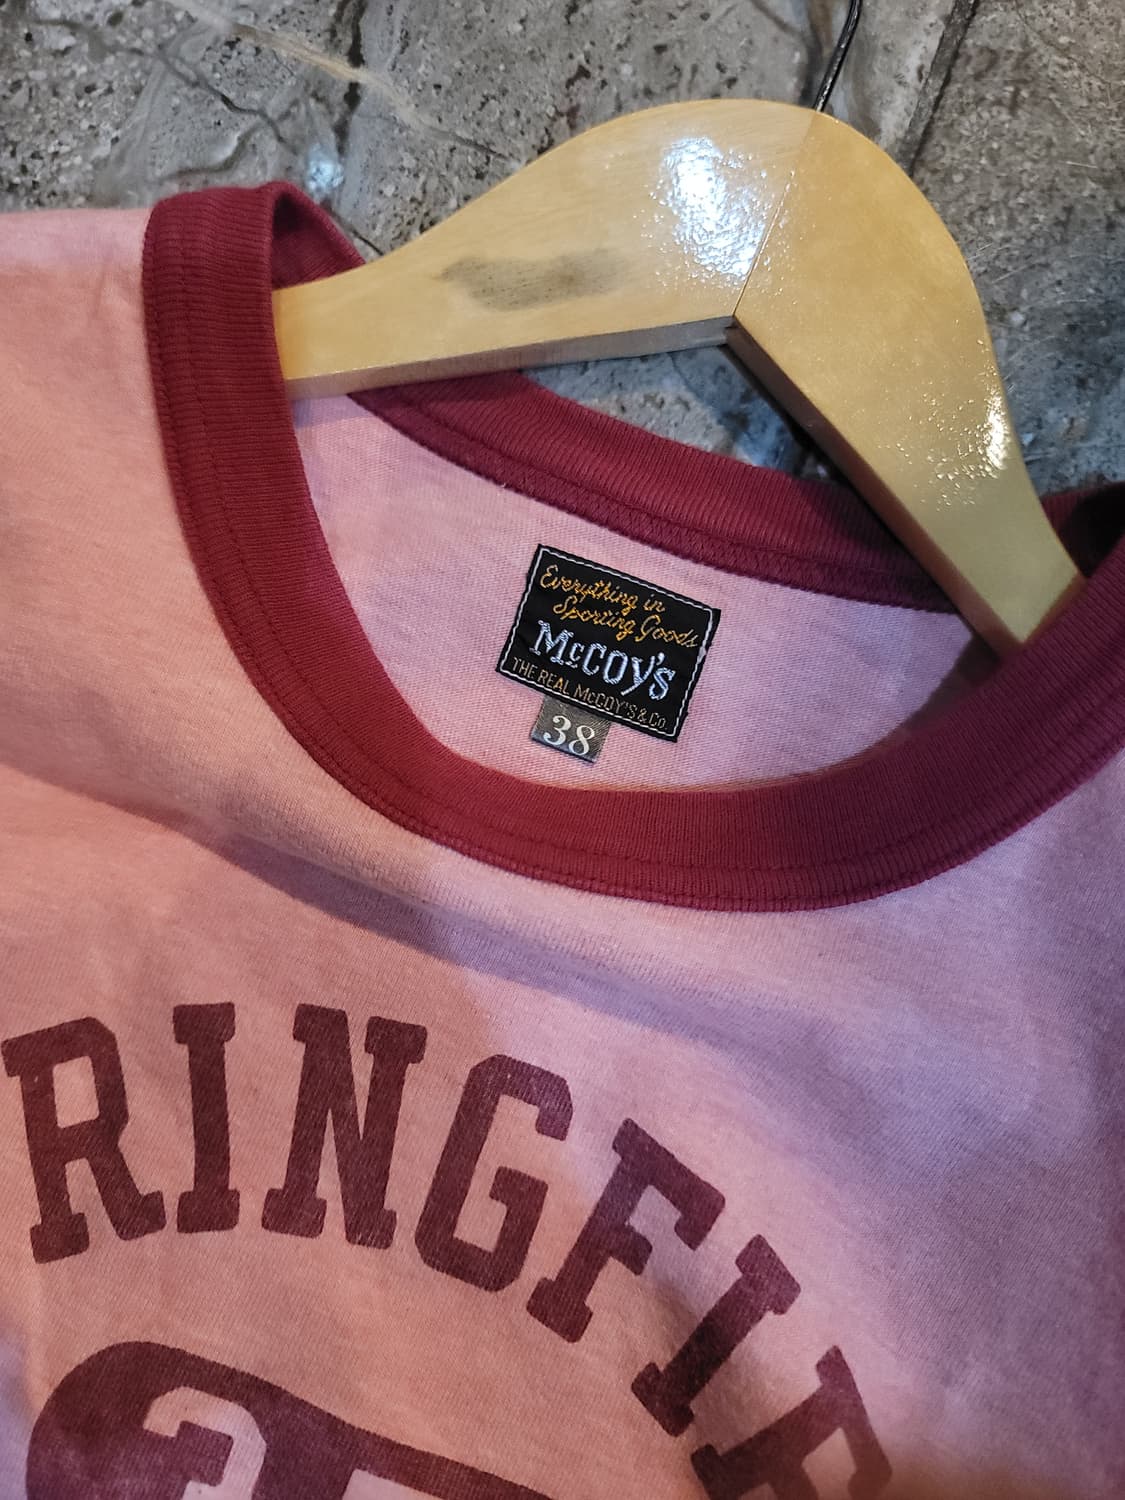 Everything in
Sporting Goods
McCOY'S
THE REAL McCOY'S & Co.
38
RINGFIE